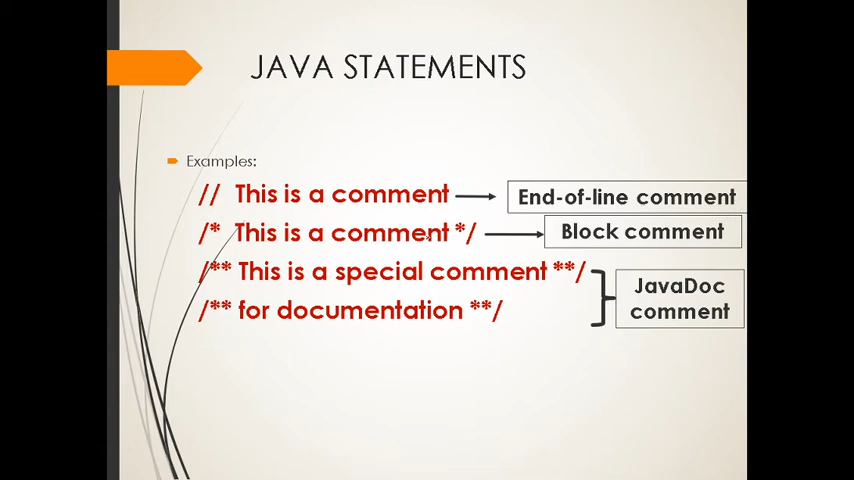 JAVA STATEMENTS
Examples:
// This is a comment
End-of-line comment
/* This is a comment */
Block comment
/** This is a special comment **/
/** for documentation **/
JavaDoc
comment